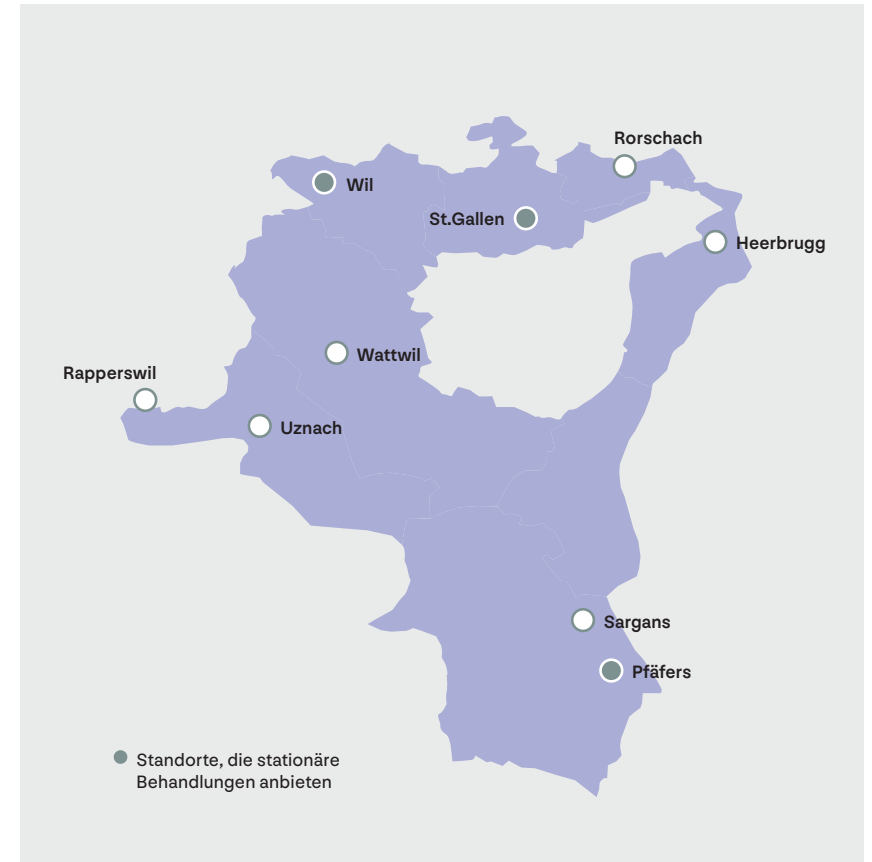 Rorschach
Wil
St.Gallen
Heerbrugg
Wattwil
Rapperswil
Uznach
Sargans
Pfäfers
Standorte, die stationäre
Behandlungen anbieten